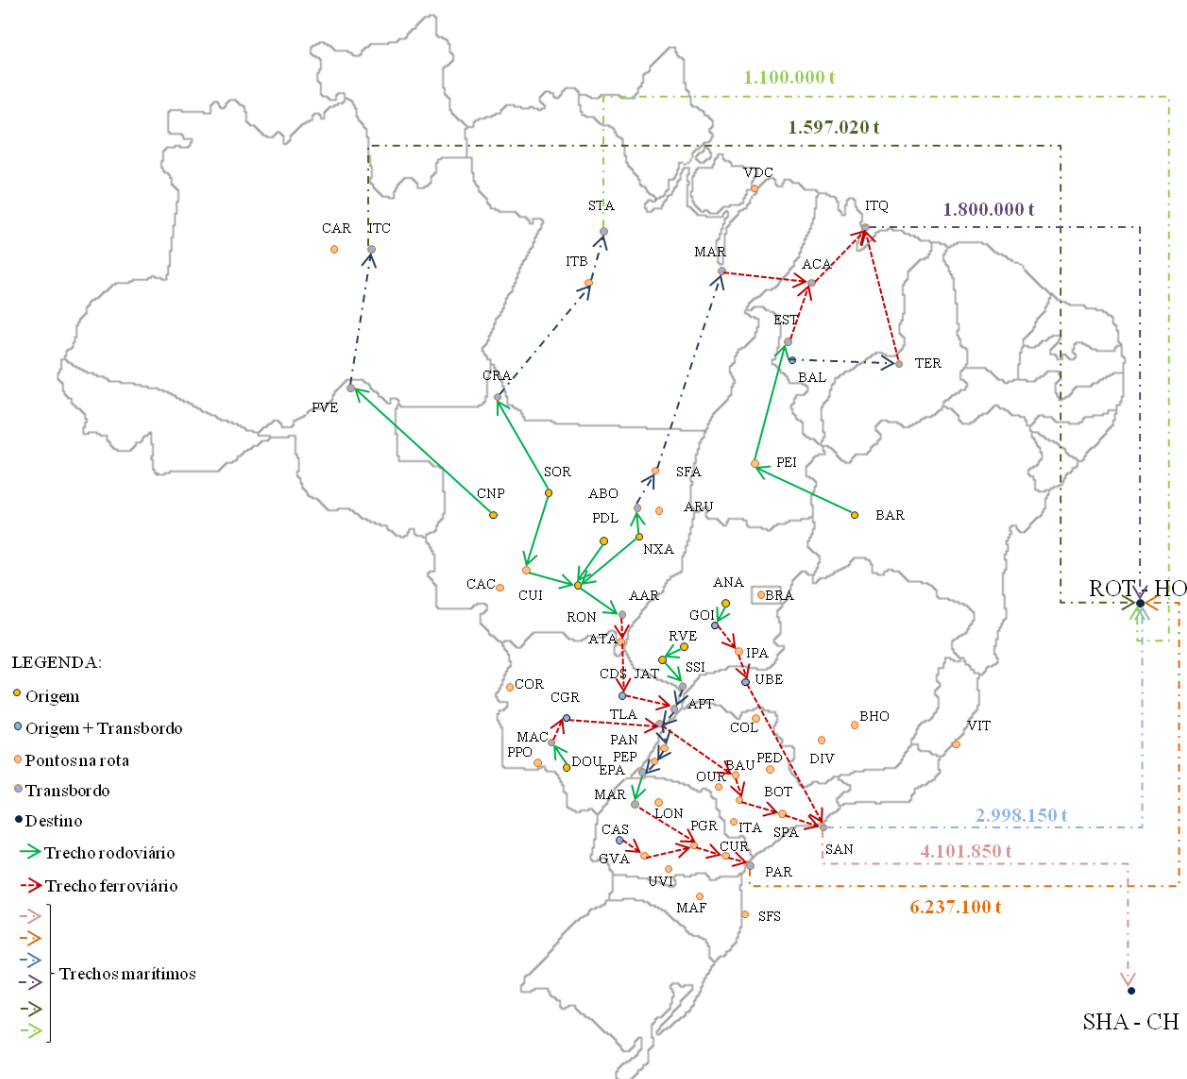 1.100.000 t
1.597.020 t
VDC
STA
ITQ
1.800.000 t
CAR
ITC
ITB
MAR
ACA
EST
BAL
TER
CRA
PVE
SOR
SFA
PEI
CNP
ABO
ARU
BAR
PDL
NXA
CAC
CUI
ANA
BRA
ROT - HO
RON
AAR
GOI
ATA
RVE
IPA
LEGENDA:
CDS
JAT
SSI
UBE
Origem
COR
CGR
TLA
APT
Origem + Transbordo
MAC
PAN
COL
BHO
VIT
PPO
PEP
DIV
Pontos na rota
DOU
EPA
BAU
PED
Transbordo
MAR
OUR
LON
BOT
Destino
CAS
PGR
ITA
SPA
2.998.150 t
Trecho rodoviário
GVA
CUR
SAN
4.101.850 t
Trecho ferroviário
UVI
PAR
MAF
SFS
6.237.100 t
Trechos marítimos
SHA - CH